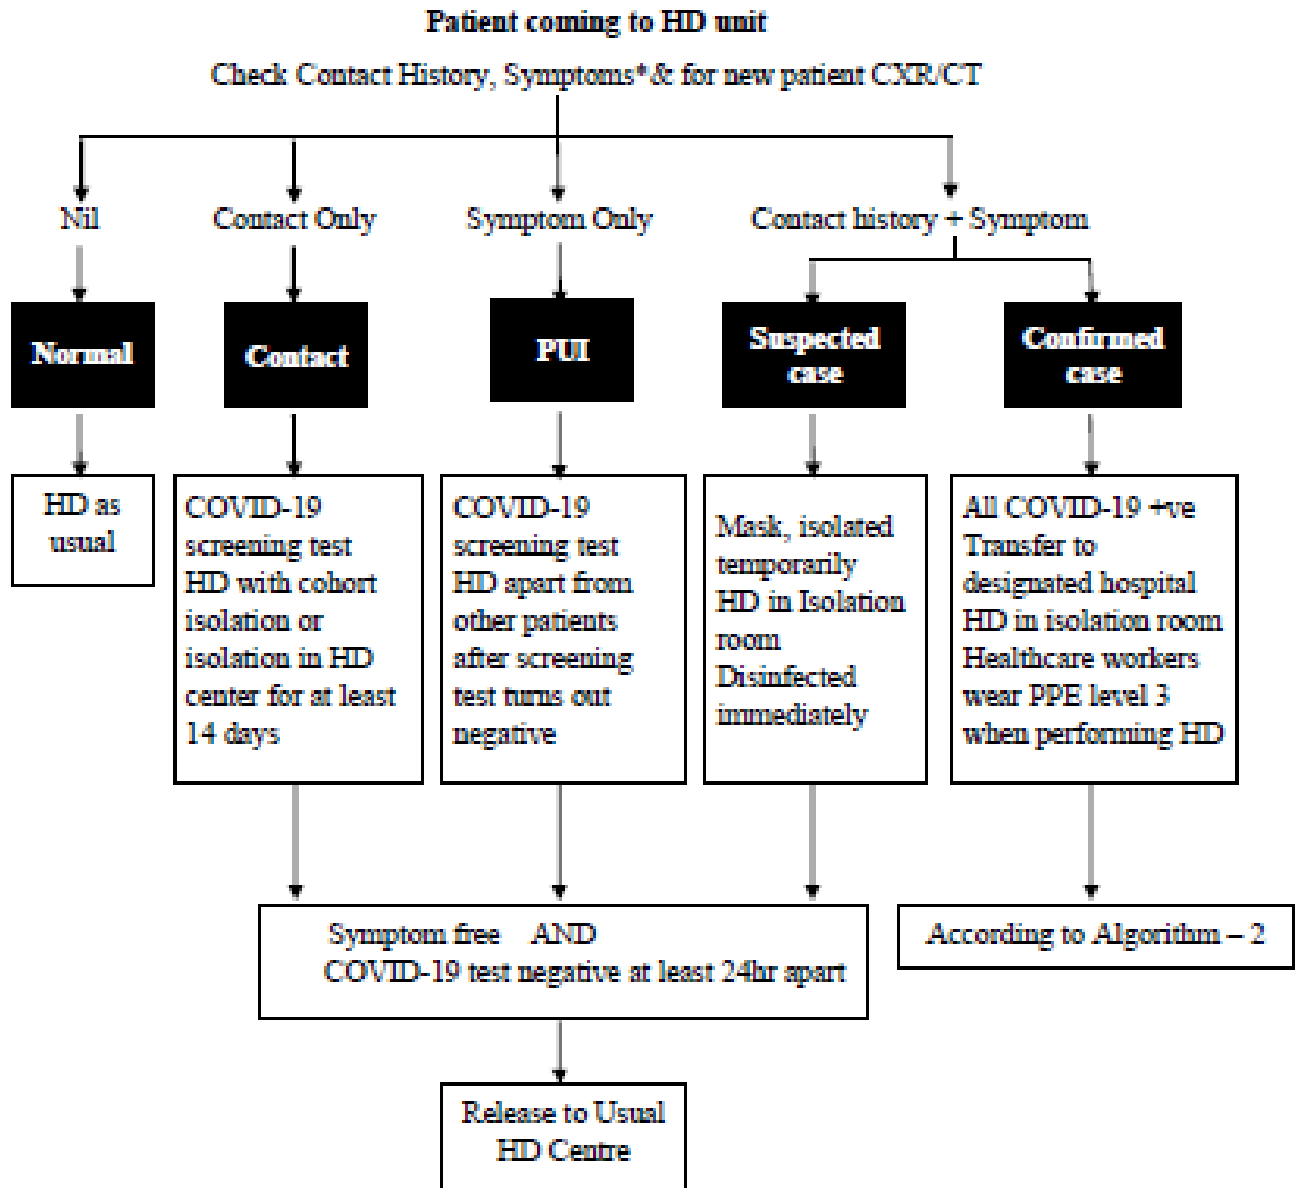 Patient coming to HD unit
Check Contact History, Symptoms*& for new patient CXR/CT
Nil
Contact Only
Symptom Only
Contact history + Symptom
Normal
Contact
PUI
Suspected
case
Confirmed
case
HD as
usual
COVID-19
screening test
HD with cohort
isolation or
isolation in HD
center for at least
14 days
COVID-19
screening test
HD apart from
other patients
after screening
test turns out
negative
Mask, isolated
temporarily
HD in Isolation
room
Disinfected
immediately
All COVID-19 +ve
Transfer to
designated hospital
HD in isolation room
Healthcare workers
wear PPE level 3
when performing HD
Symptom free AND
COVID-19 test negative at least 24hr apart
According to Algorithm – 2
Release to Usual
HD Centre